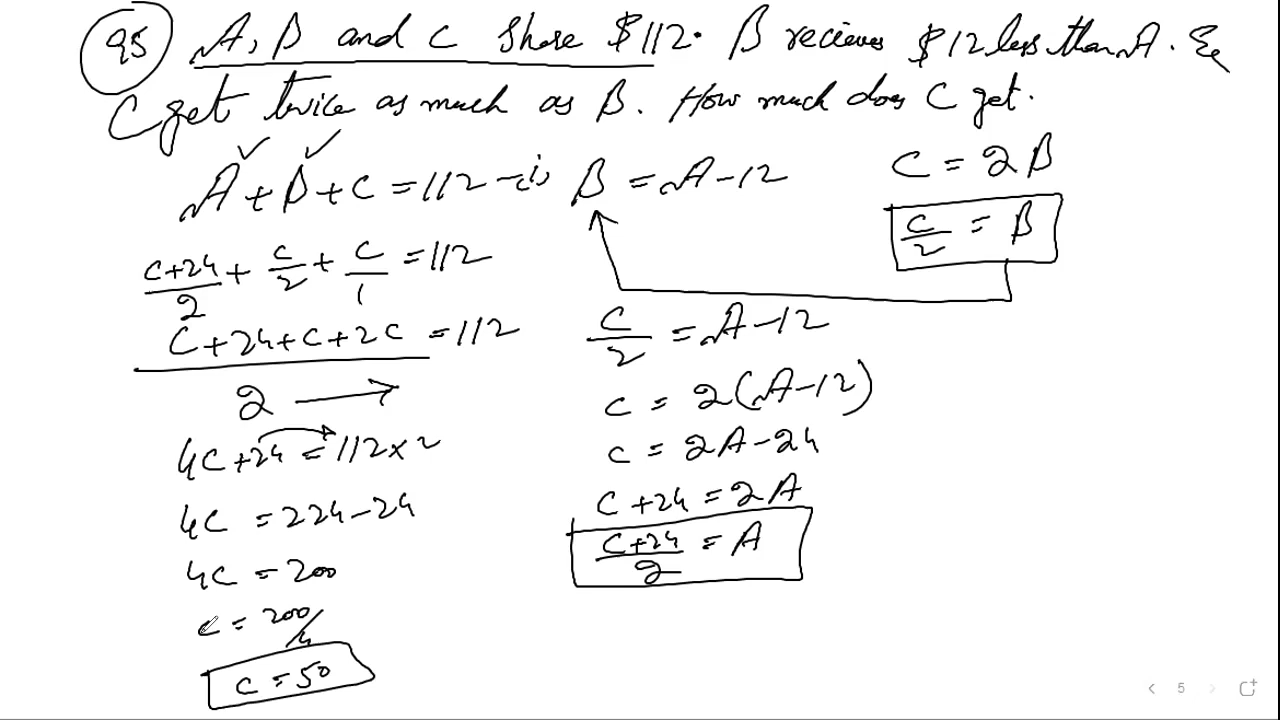 95 A, B and C Share $112. B recieves $12 less than A. &
C get twice as much as B. How much does C get.
A + B + C = 112 -(i) B = A - 12
C = 2B
C/2 = B
(C+24)/2 + C/2 + C/1 = 112
(C+24+C+2C)/2 = 112
4C+24 = 112×2
4C = 224-24
4C = 200
C = 200/4
C = 50
C/2 = A-12
C = 2(A-12)
C = 2A-24
C+24 = 2A
(C+24)/2 = A
5